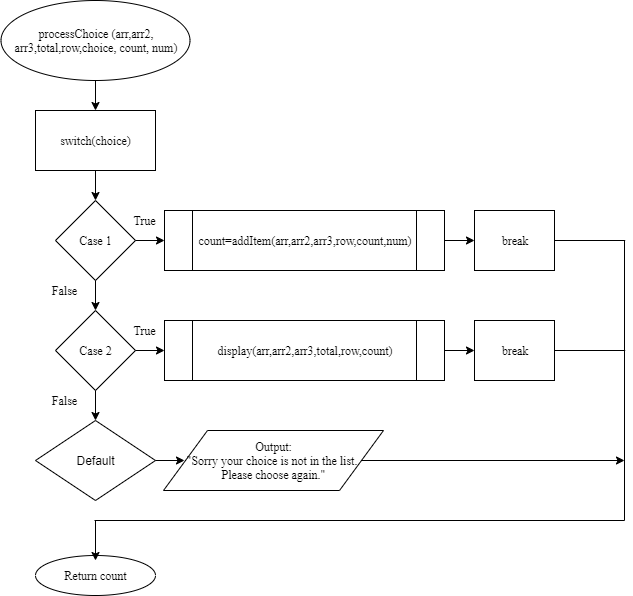 processChoice (arr,arr2,
arr3,total,row,choice, count, num)
switch(choice)
Case 1
True
count=addItem(arr,arr2,arr3,row,count,num)
break
False
Case 2
True
display(arr,arr2,arr3,total,row,count)
break
False
Default
Output:
"Sorry your choice is not in the list.
Please choose again."
Return count